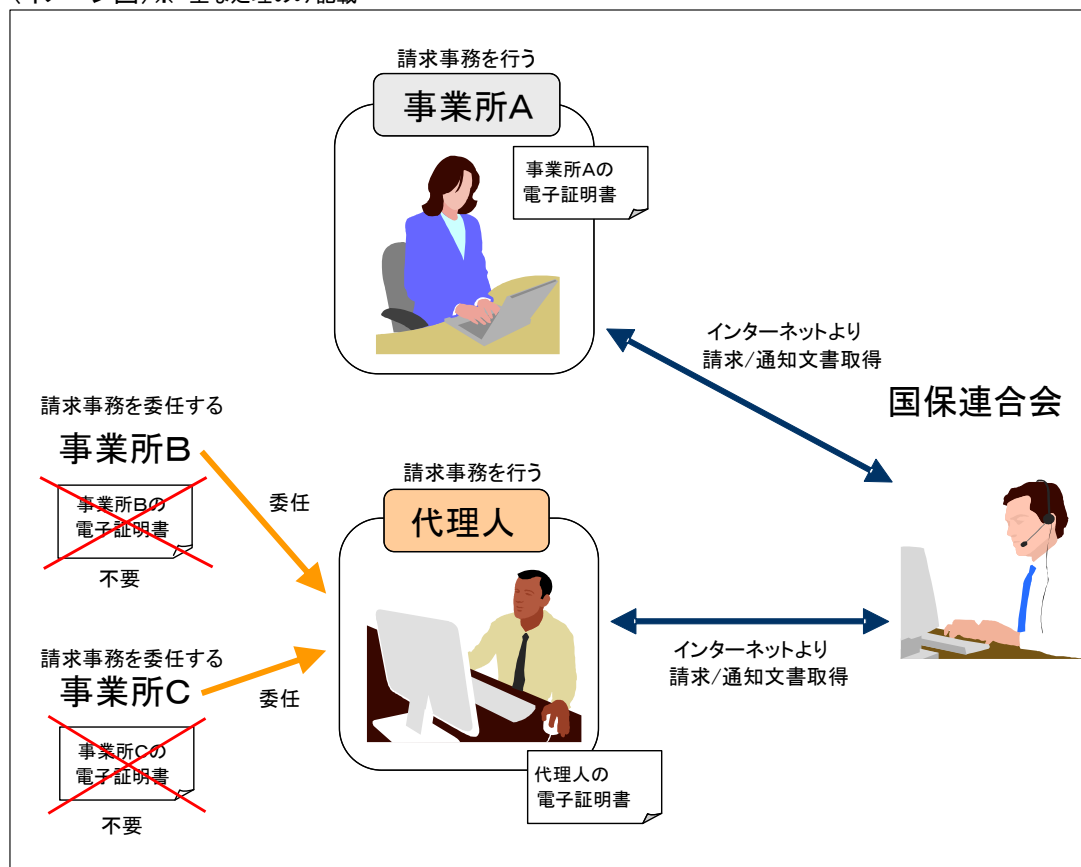 請求事務を行う
事業所A
事業所Aの
電子証明書
インターネットより
請求/通知文書取得
国保連合会
請求事務を委任する
事業所B
事業所Bの
電子証明書
不要
委任
請求事務を行う
代理人
インターネットより
請求/通知文書取得
請求事務を委任する
事業所C
委任
事業所Cの
電子証明書
不要
代理人の
電子証明書